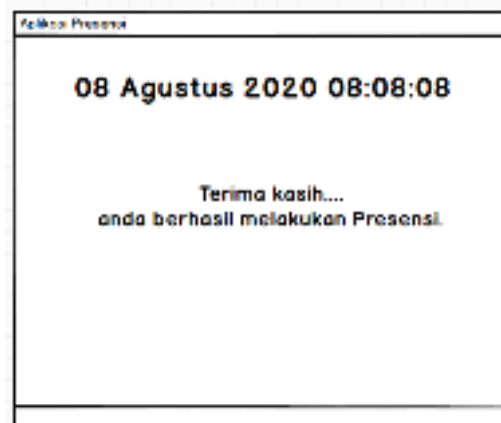 Aplikasi Presensi
08 Agustus 2020 08:08:08
Terima kasih....
anda berhasil melakukan Presensi.